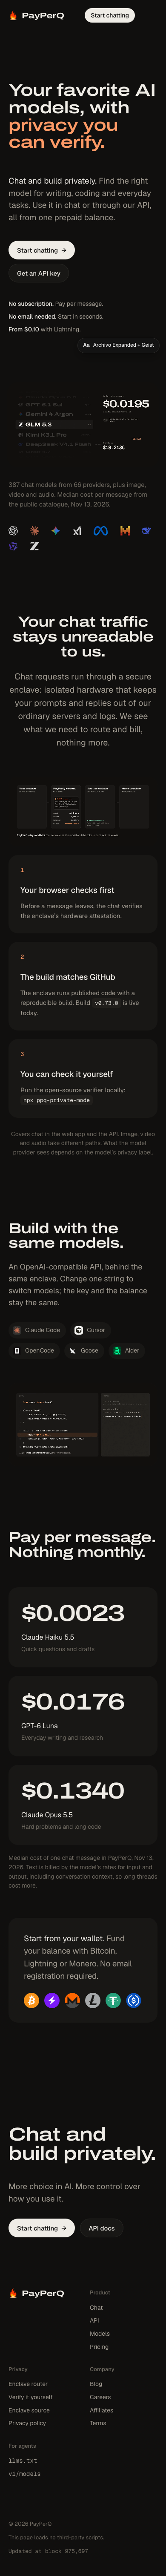 PayPerQ
Start chatting
Your favorite AI
models, with
privacy you
can verify.
Chat and build privately. Find the right
model for writing, coding and everyday
tasks. Use it in chat or through our API,
all from one prepaid balance.
Start chatting →
Get an API key
No subscription. Pay per message.
No email needed. Start in seconds.
From $0.10 with Lightning.
Aa Archivo Expanded + Geist
$0.0195
GLM 5.3
Kimi K3.1 Pro
387 chat models from 66 providers, plus image,
video and audio. Median cost per message from
the public catalogue, Nov 13, 2026.
Your chat traffic
stays unreadable
to us.
Chat requests run through a secure
enclave: isolated hardware that keeps
your prompts and replies out of our
ordinary servers and logs. What we
want to do with your data and bill,
nothing more.
1
Your browser checks first
Before a message leaves, the chat verifies
the enclave's hardware attestation.
2
The build matches GitHub
The enclave runs published code with a
reproducible build. Build v0.73.0 is live
today.
3
You can check it yourself
Run the open-source verifier locally:
npx ppq-private-mode
Covers chat in the web app and the API. Image, video
and audio take different paths. What the model
provider sees depends on the model's privacy label.
Build with the
same models.
An OpenAI-compatible API, behind the
same enclave. Change one string to
switch models; the key and the balance
stay the same.
Claude Code
Cursor
OpenCode
Goose
Aider
Pay per message.
Nothing monthly.
$0.0023
Claude Haiku 5.5
Quick questions and drafts
$0.0176
GPT-6 Luna
Everyday writing and research
$0.1340
Claude Opus 5.5
Hard problems and long code
Median cost of one chat message in PayPerQ, Nov 13,
2026. Text is billed by the model's rates for input and
output, including conversation context, so long threads
cost more.
Start from your wallet. Fund
your balance with Bitcoin,
Lightning or Monero. No email
registration required.
Chat and
build privately.
More choice in AI. More control over
how you use it.
Start chatting →
API docs
PayPerQ
Product
Chat
API
Models
Pricing
Privacy
Enclave router
Verify it yourself
Enclave source
Privacy policy
Company
Blog
Careers
Affiliates
Terms
For agents
llms.txt
v1/models
© 2026 PayPerQ
This page loads no third-party scripts.
Updated at block 975,697